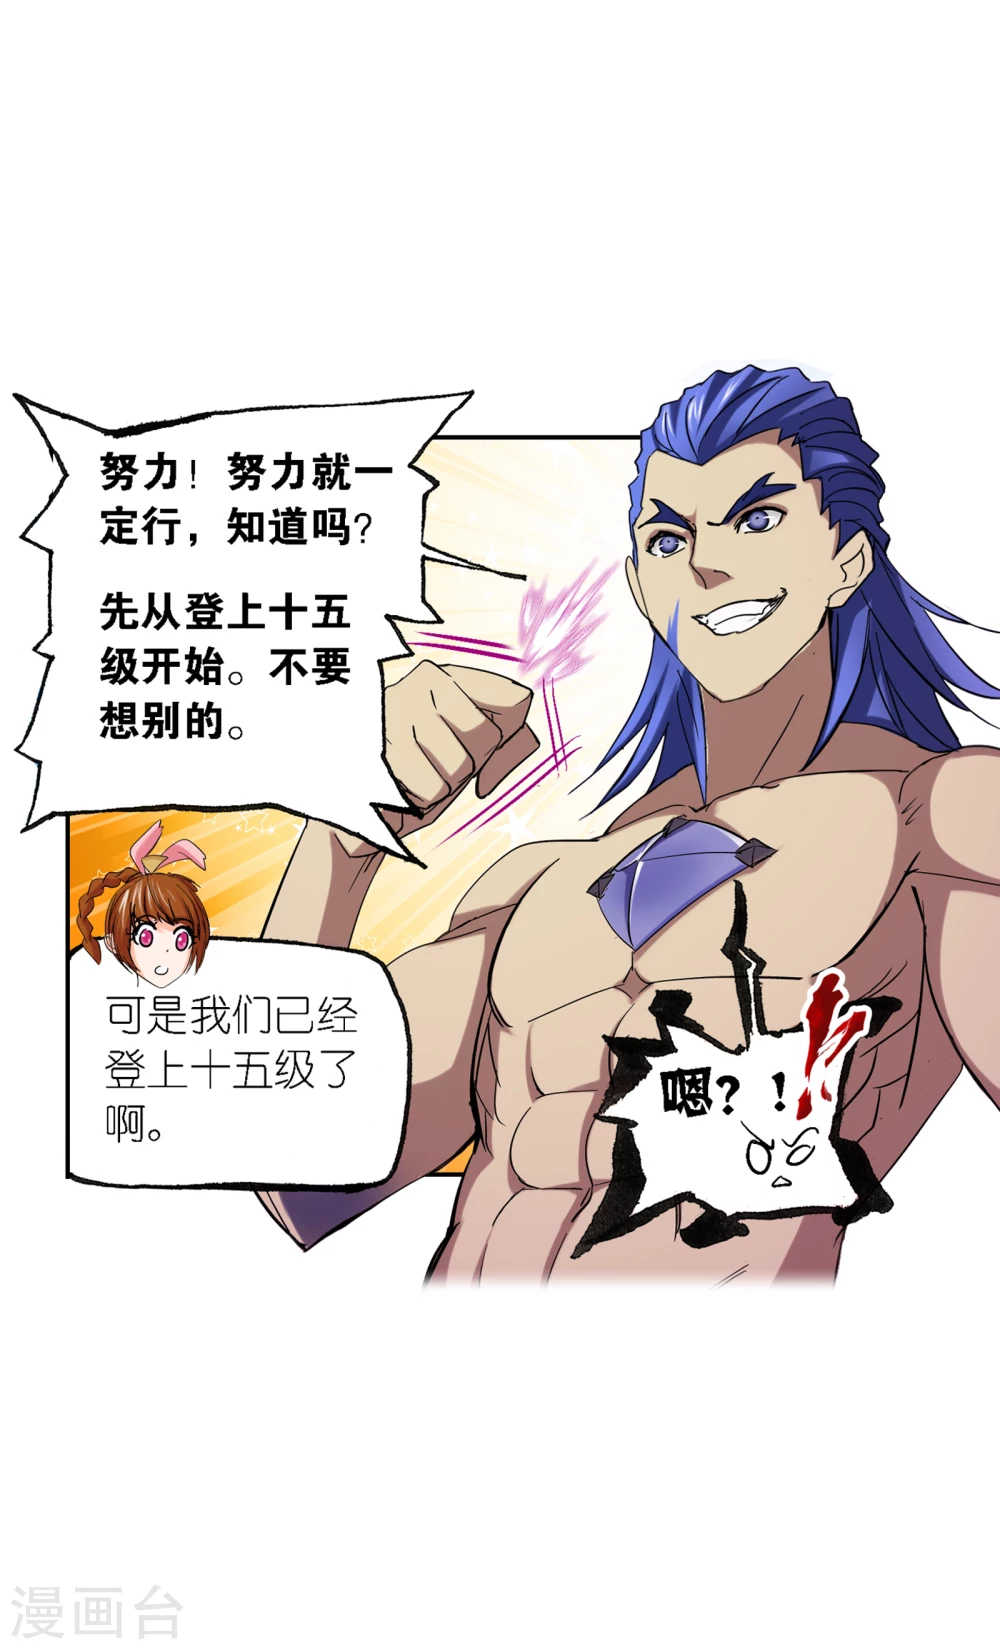 努力！努力就一
定行，知道吗？
先从登上十五
级开始。不要
想别的。
可是我们已经
登上十五级了
啊。
嗯？！
漫画台